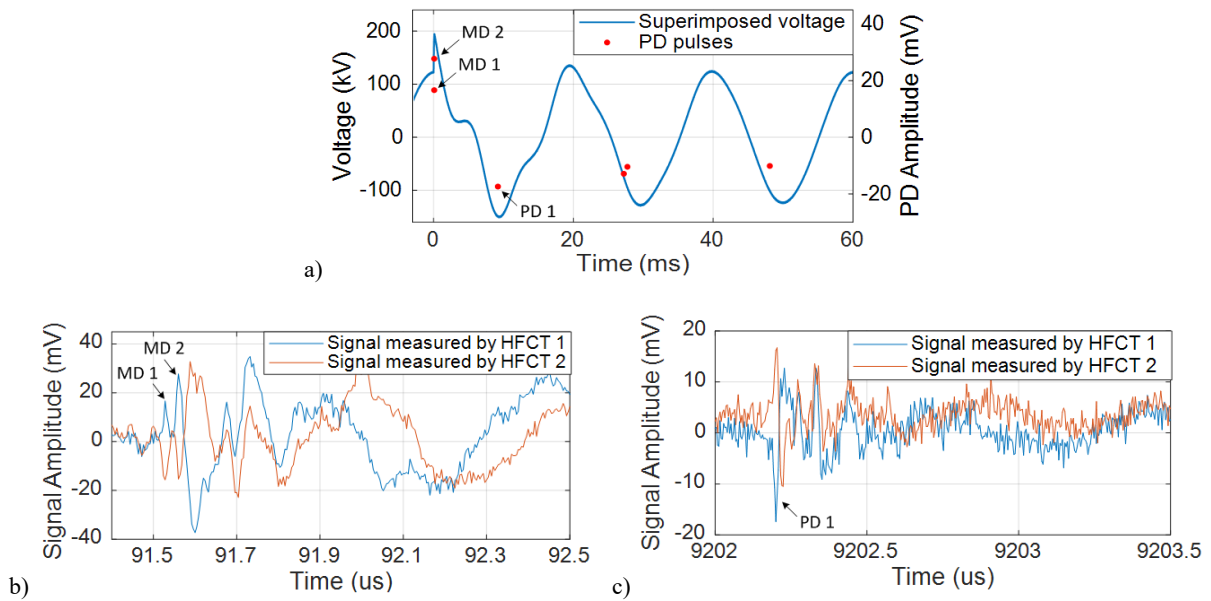 Superimposed voltage
PD pulses
MD 2
MD 1
PD 1
Voltage (kV)
200
100
0
-100
PD Amplitude (mV)
40
20
0
-20
0 20 40 60
Time (ms)
a)
Signal measured by HFCT 1
Signal measured by HFCT 2
MD 2
MD 1
Signal Amplitude (mV)
40
20
0
-20
-40
91.5 91.7 91.9 92.1 92.3 92.5
Time (us)
b)
Signal measured by HFCT 1
Signal measured by HFCT 2
PD 1
Signal Amplitude (mV)
20
10
0
-10
-20
9202 9202.5 9203 9203.5
Time (us)
c)